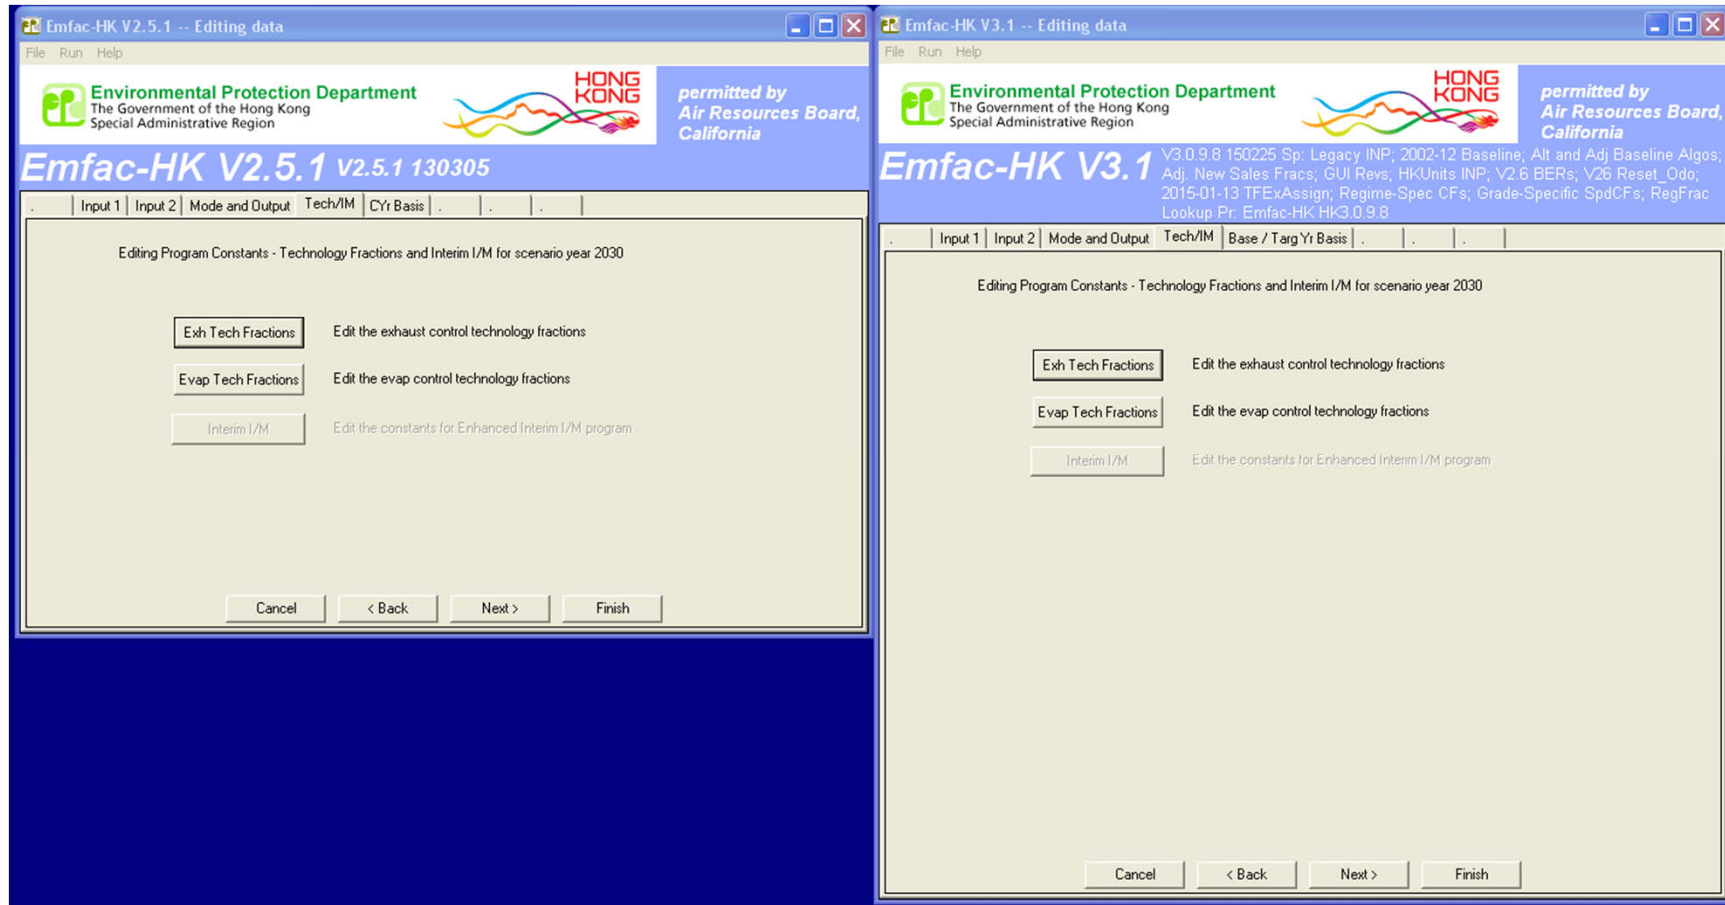 Emfac-HK V2.5.1 -- Editing data
File Run Help
Environmental Protection Department
The Government of the Hong Kong
Special Administrative Region
HONG
KONG
permitted by
Air Resources Board,
California
Emfac-HK V2.5.1 V2.5.1 130305
. Input 1 Input 2 Mode and Output Tech/IM CYr Basis . . .
Editing Program Constants - Technology Fractions and Interim I/M for scenario year 2030
Exh Tech Fractions Edit the exhaust control technology fractions
Evap Tech Fractions Edit the evap control technology fractions
Interim I/M Edit the constants for Enhanced Interim I/M program
Cancel < Back Next > Finish
Emfac-HK V3.1 -- Editing data
File Run Help
Environmental Protection Department
The Government of the Hong Kong
Special Administrative Region
HONG
KONG
permitted by
Air Resources Board,
California
Emfac-HK V3.1
V3.0.9.8 150225 Sp: Legacy INP; 2002-12 Baseline; Alt and Adj Baseline Algos;
Adj. New Sales Fracs; GUI Revs; HKUnits INP; V2.6 BERs; V26 Reset_Odo;
2015-01-13 TFExAssign; Regime-Spec CFs; Grade-Specific SpdCFs; RegFrac
Lookup Pr: Emfac-HK HK3.0.9.8
. Input 1 Input 2 Mode and Output Tech/IM Base / Targ Yr Basis . . .
Editing Program Constants - Technology Fractions and Interim I/M for scenario year 2030
Exh Tech Fractions Edit the exhaust control technology fractions
Evap Tech Fractions Edit the evap control technology fractions
Interim I/M Edit the constants for Enhanced Interim I/M program
Cancel < Back Next > Finish